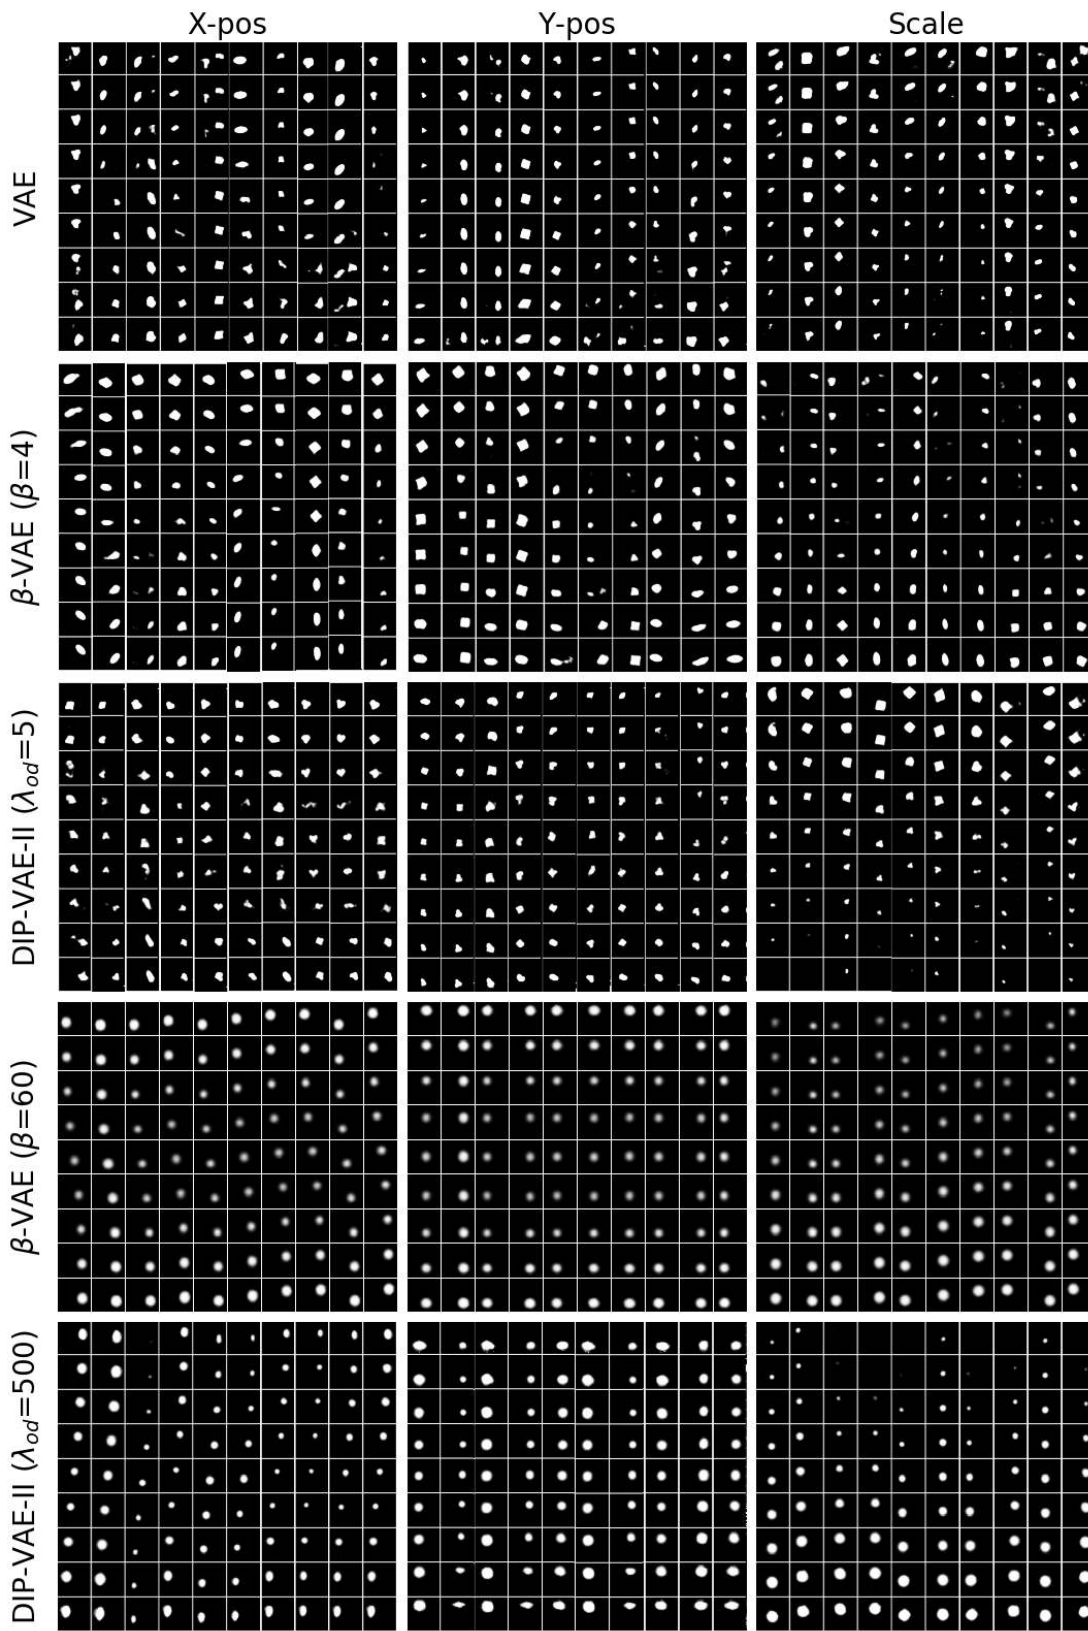 X-pos Y-pos Scale
VAE
β-VAE (β=4)
DIP-VAE-II (λod=5)
β-VAE (β=60)
DIP-VAE-II (λod=500)